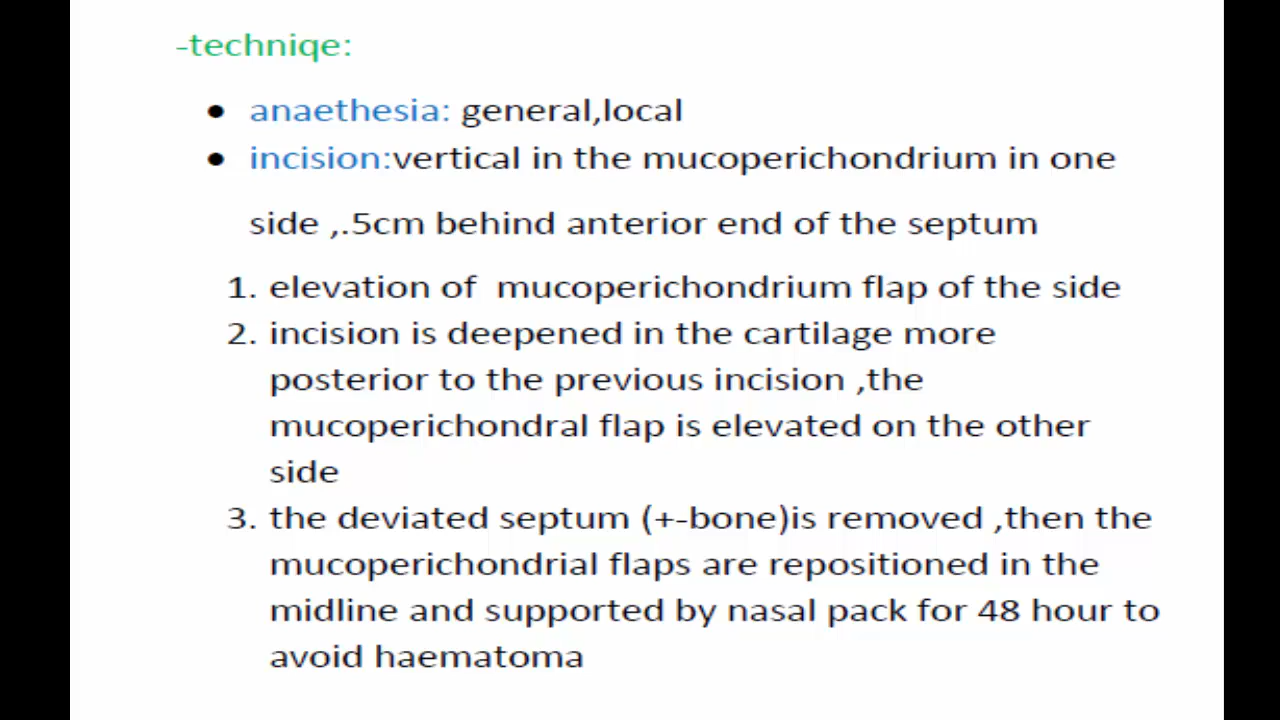 -techniqe:
• anaethesia: general,local
• incision:vertical in the mucoperichondrium in one
side ,.5cm behind anterior end of the septum
1. elevation of mucoperichondrium flap of the side
2. incision is deepened in the cartilage more
posterior to the previous incision ,the
mucoperichondral flap is elevated on the other
side
3. the deviated septum (+-bone)is removed ,then the
mucoperichondrial flaps are repositioned in the
midline and supported by nasal pack for 48 hour to
avoid haematoma